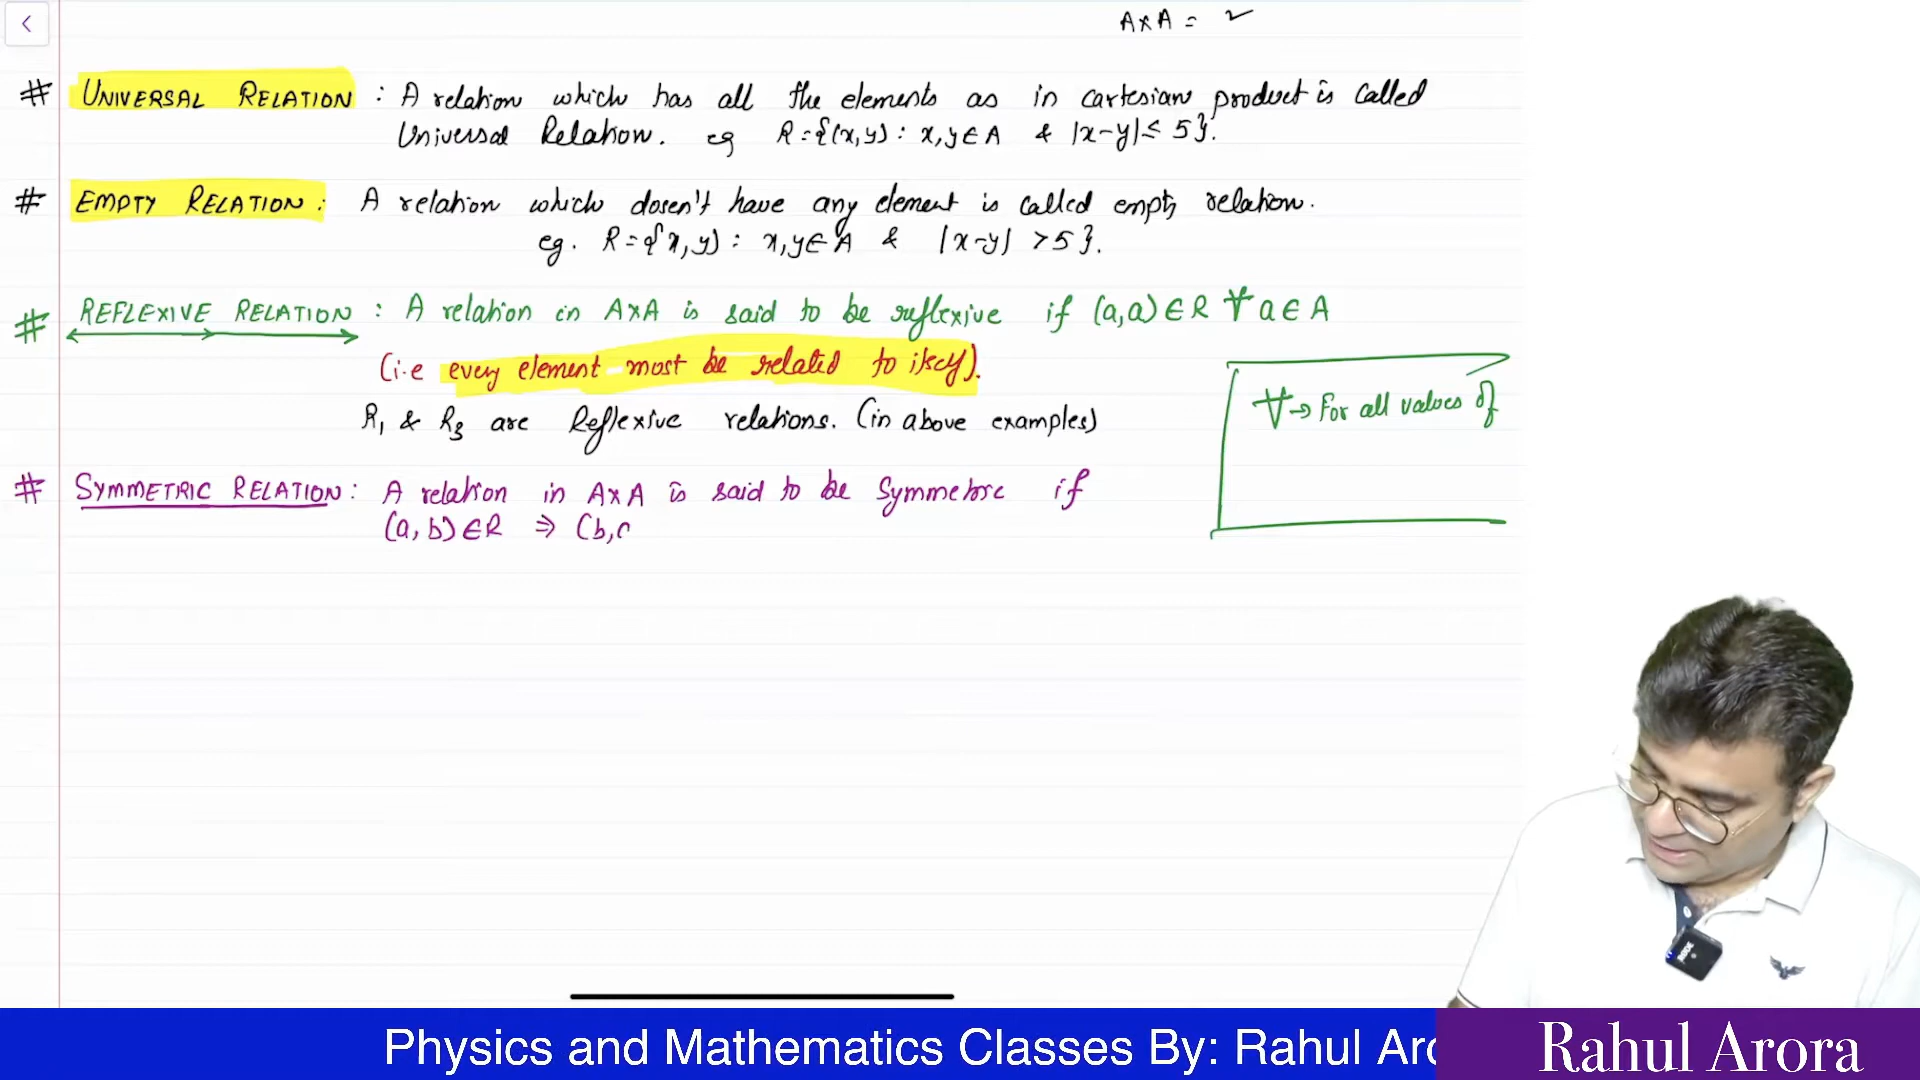 A×A = 2
# UNIVERSAL RELATION : A relation which has all the elements as in cartesian product is called
Universal Relation. eg R={(x,y) : x,y∈A & |x-y|≤ 5}.
# EMPTY RELATION : A relation which dosen't have any element is called empty relation.
eg. R={x,y) : x,y∈A & |x-y| >5}.
# REFLEXIVE RELATION : A relation in A×A is said to be reflexive if (a,a)∈R ∀ a∈A
(i.e every element must be related to itself).
∀→ For all values of
R₁ & R₃ are Reflexive relations. (in above examples)
# SYMMETRIC RELATION : A relation in A×A is said to be Symmetric if
(a,b)∈R ⇒ (b,
Physics and Mathematics Classes By: Rahul Aro
Rahul Arora